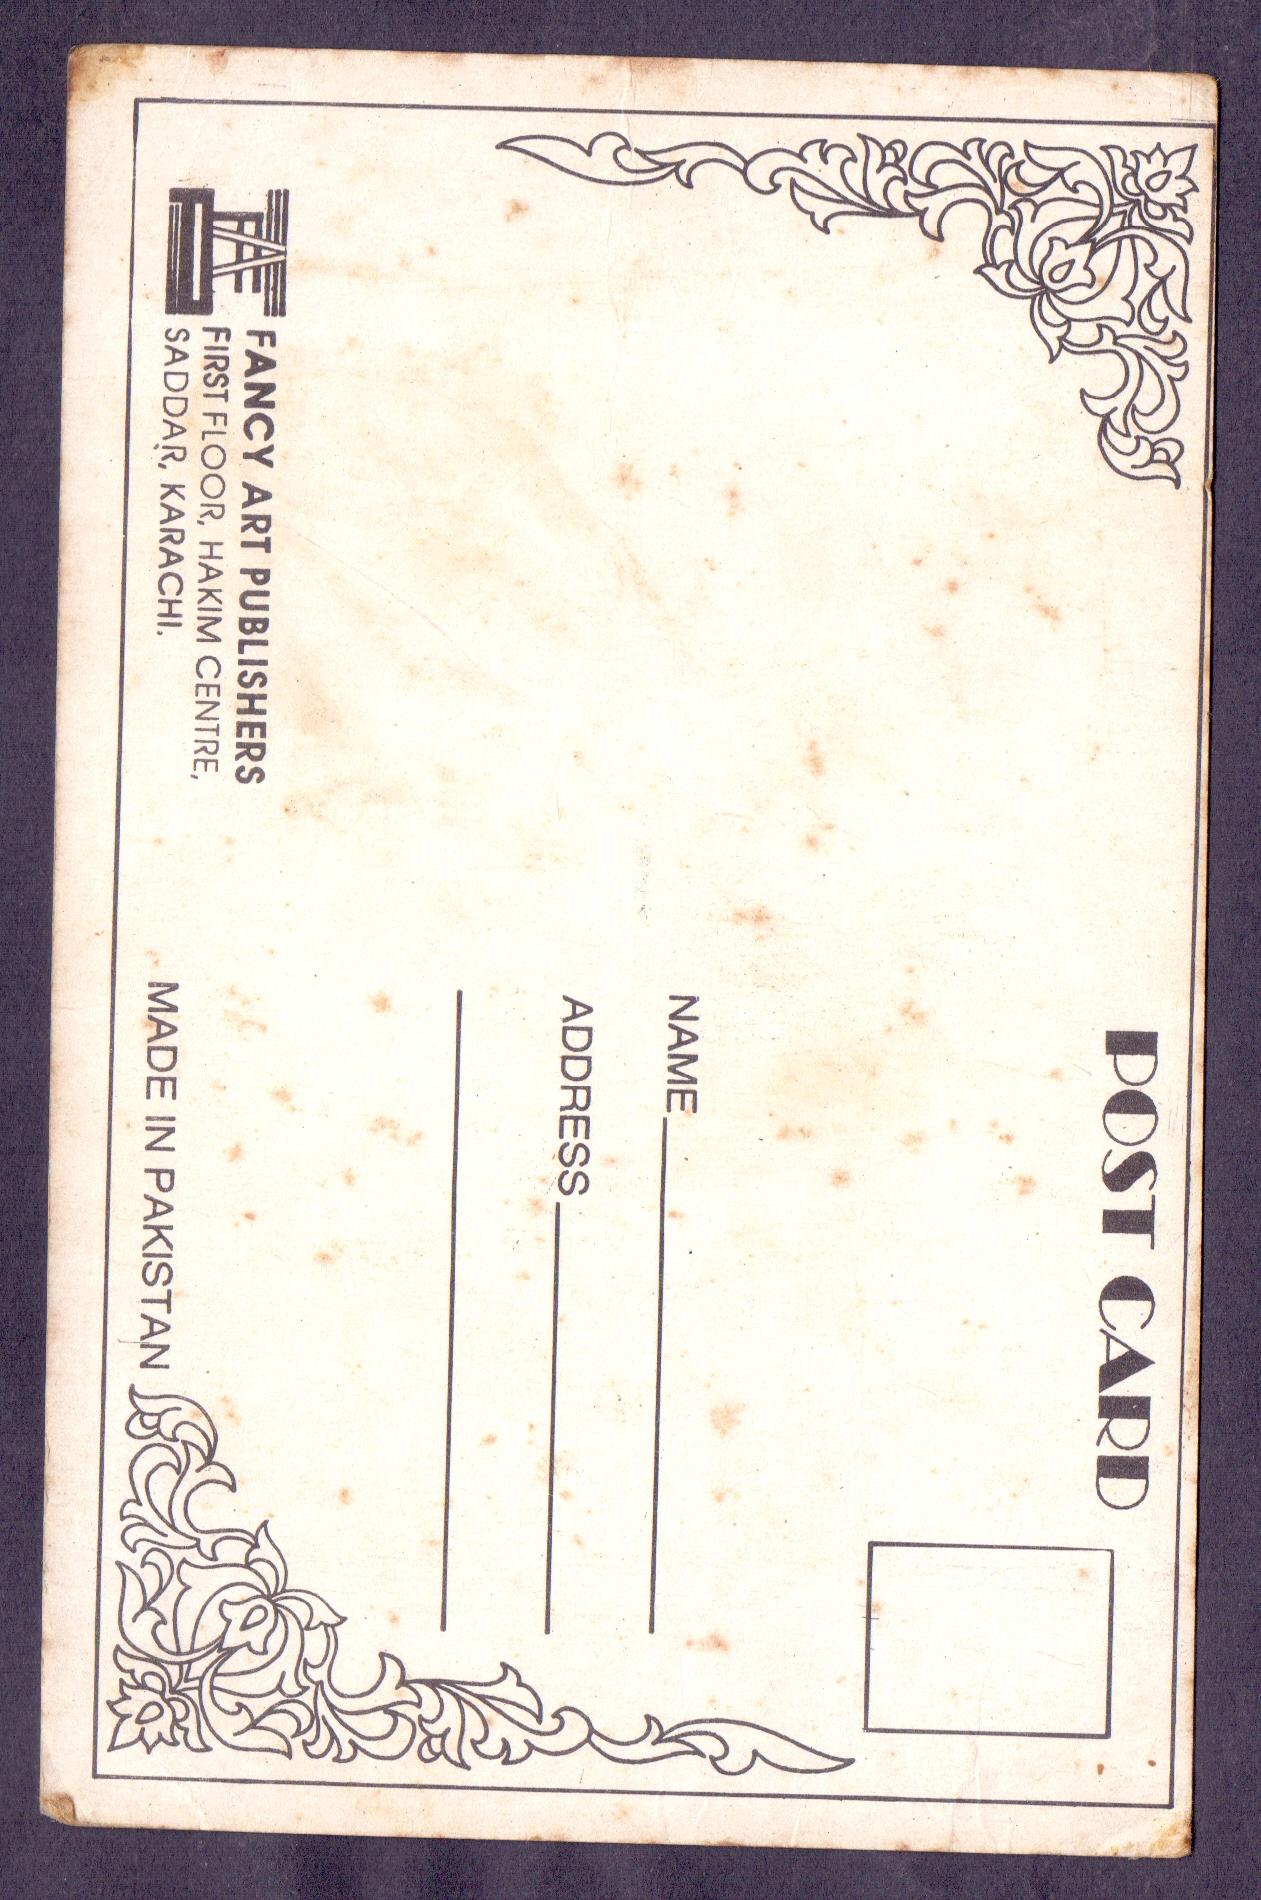 POST CARD
NAME
ADDRESS
FANCY ART PUBLISHERS
FIRST FLOOR, HAKIM CENTRE,
SADDAR, KARACHI.
MADE IN PAKISTAN